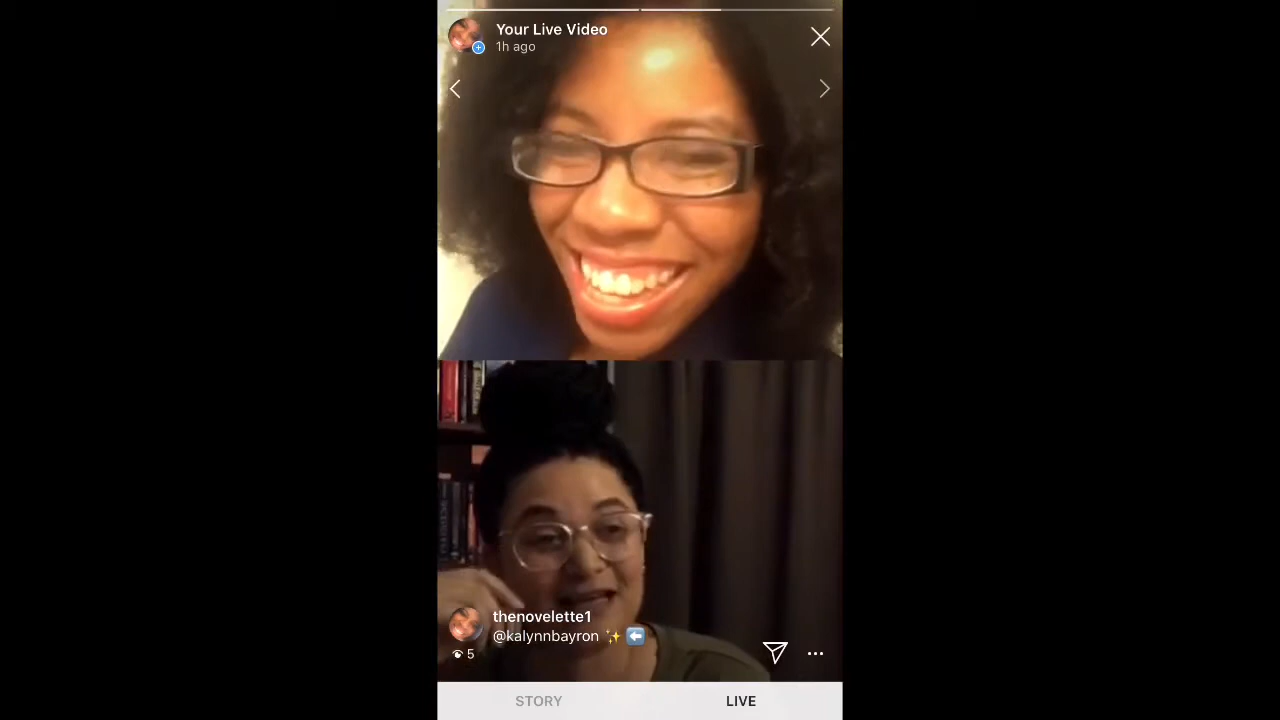 Your Live Video
1h ago
thenovelette1
@kalynnbayron ✨ ⬅️
5
STORY
LIVE